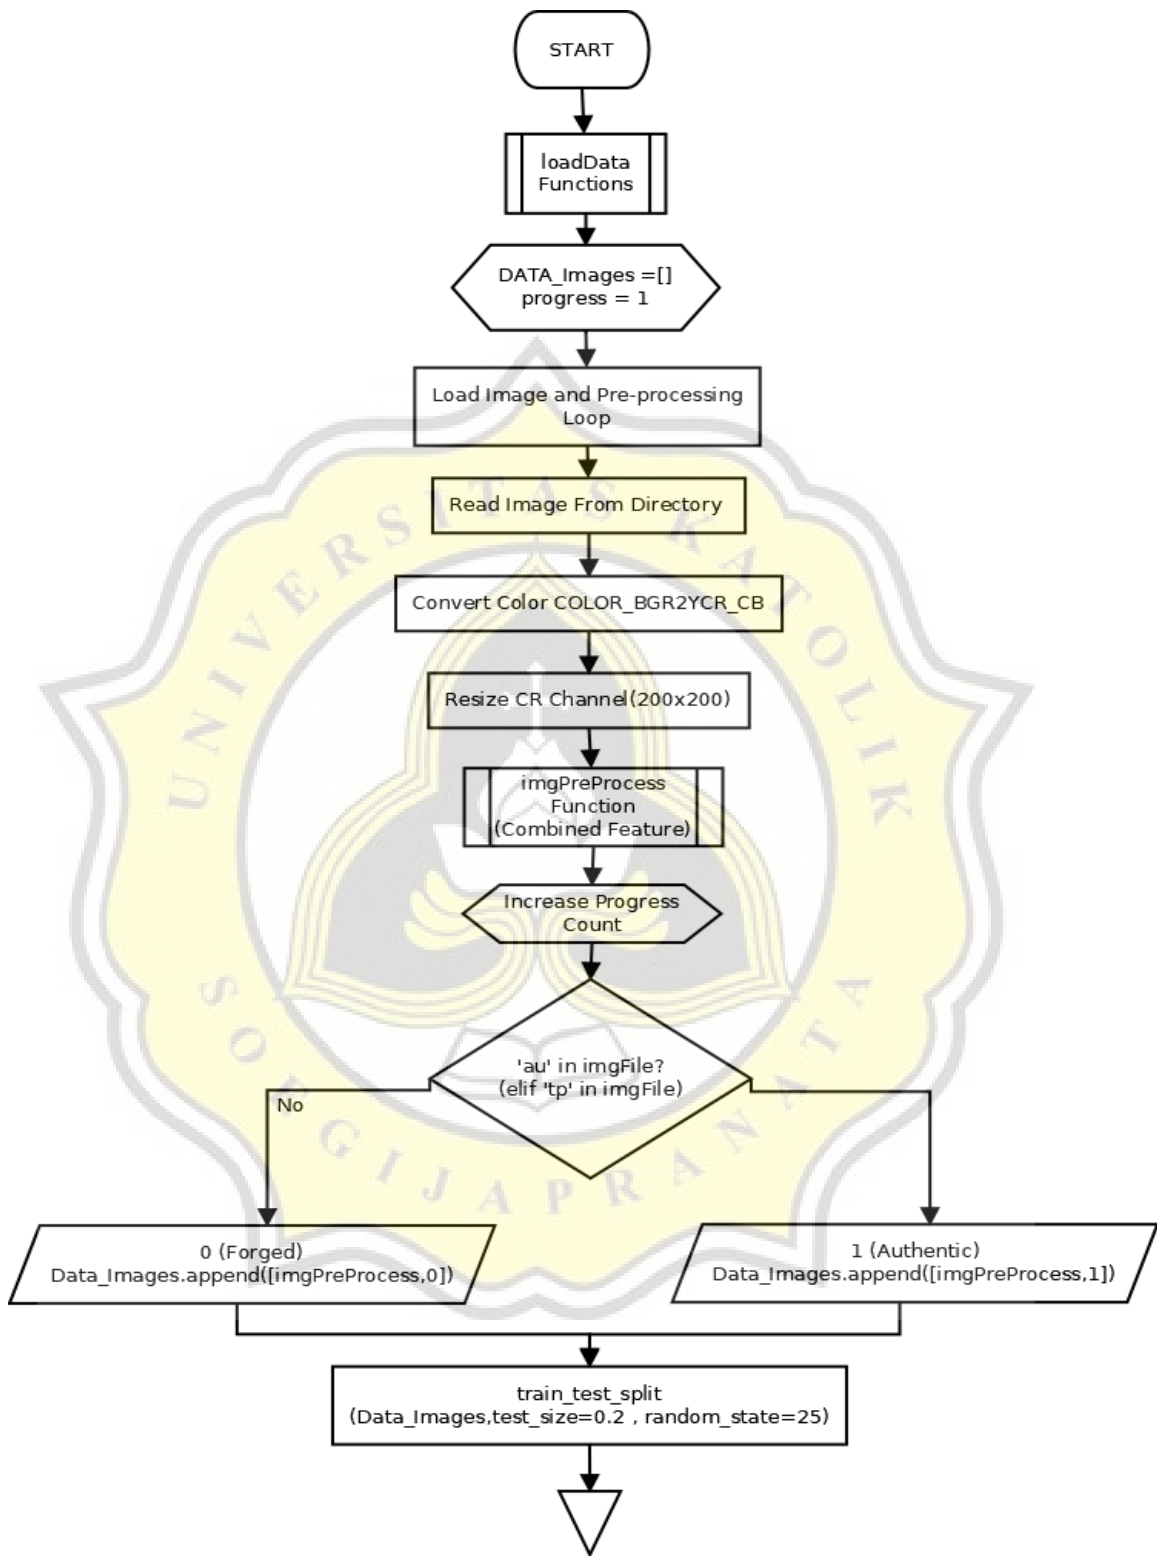 START
loadData
Functions
DATA_Images =[]
progress = 1
Load Image and Pre-processing
Loop
Read Image From Directory
Convert Color COLOR_BGR2YCR_CB
Resize CR Channel(200x200)
imgPreProcess
Function
(Combined Feature)
Increase Progress
Count
'au' in imgFile?
(elif 'tp' in imgFile)
No
0 (Forged)
Data_Images.append([imgPreProcess,0])
1 (Authentic)
Data_Images.append([imgPreProcess,1])
train_test_split
(Data_Images,test_size=0.2 , random_state=25)
UNIVERSITAS KATOLIK
SOEGIJAPRANATA